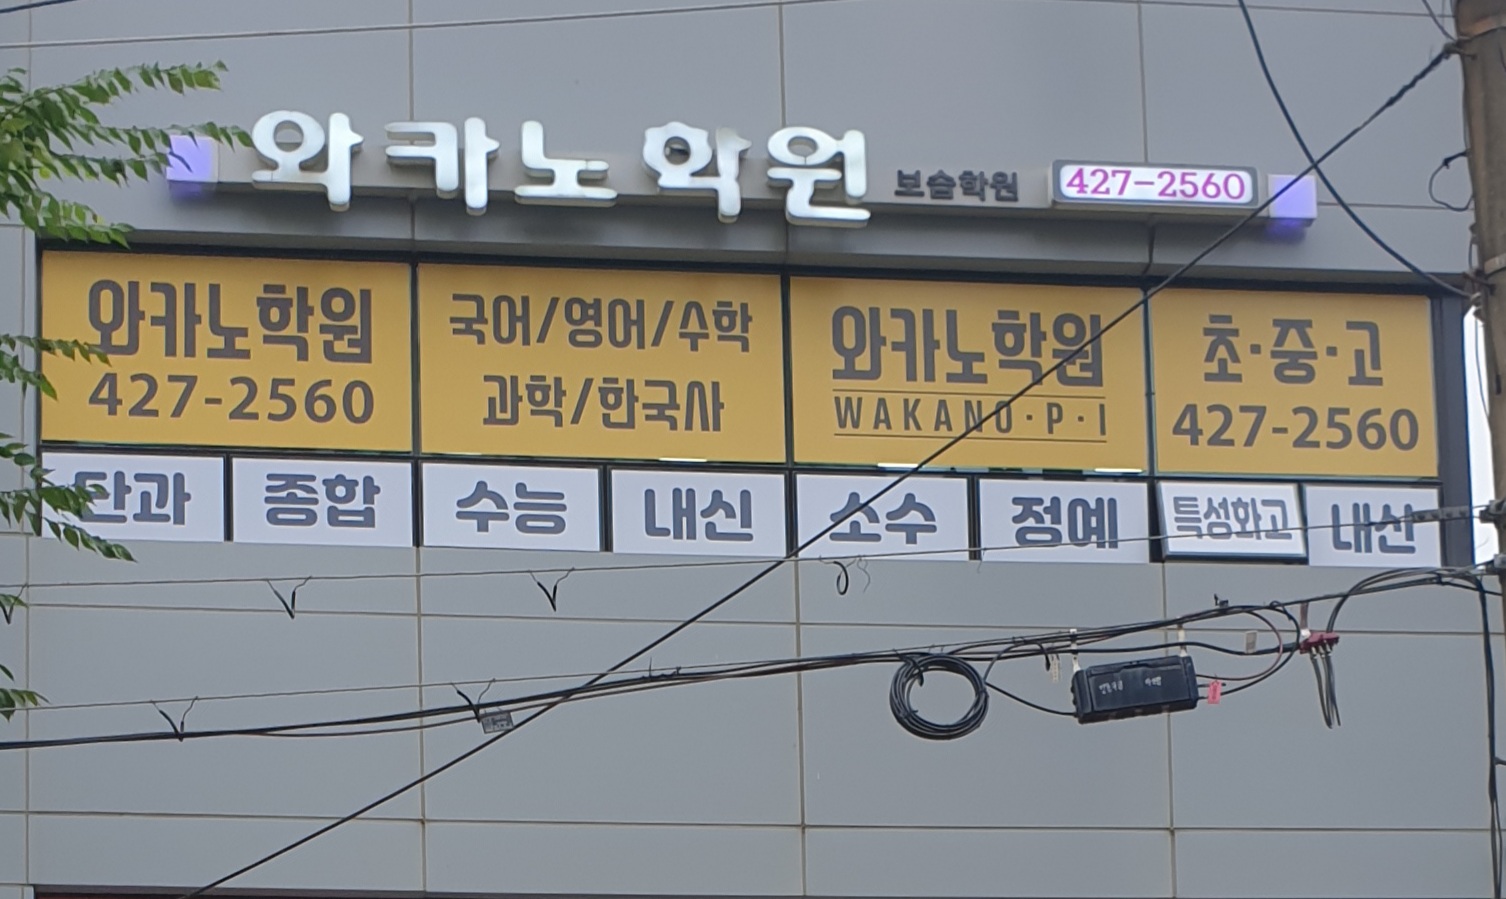 와카노학원 보습학원 427-2560
와카노학원
427-2560
국어/영어/수학
과학/한국사
와카노학원
WAKANO·P·I
초·중·고
427-2560
단과 종합 수능 내신 소수 정예 특성화고 내신